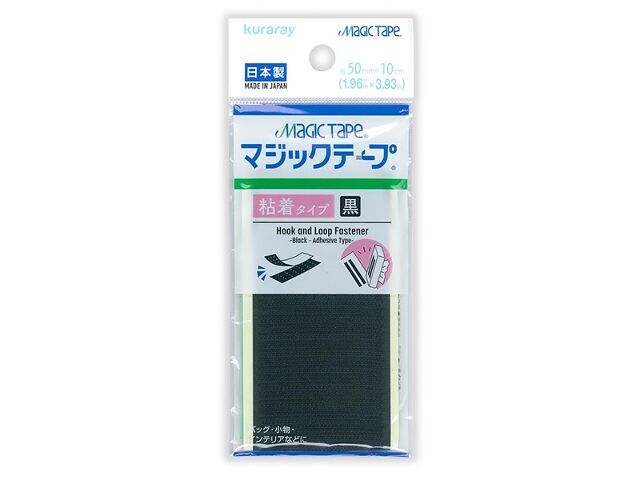 kuraray
MAGIC TAPE®
日本製
MADE IN JAPAN
幅50mm×10cm
(1.96in×3.93in)
MAGIC TAPE®
マジックテープ®
粘着タイプ 黒
Hook and Loop Fastener
-Black - Adhesive Type-
バッグ・小物・
インテリアなどに